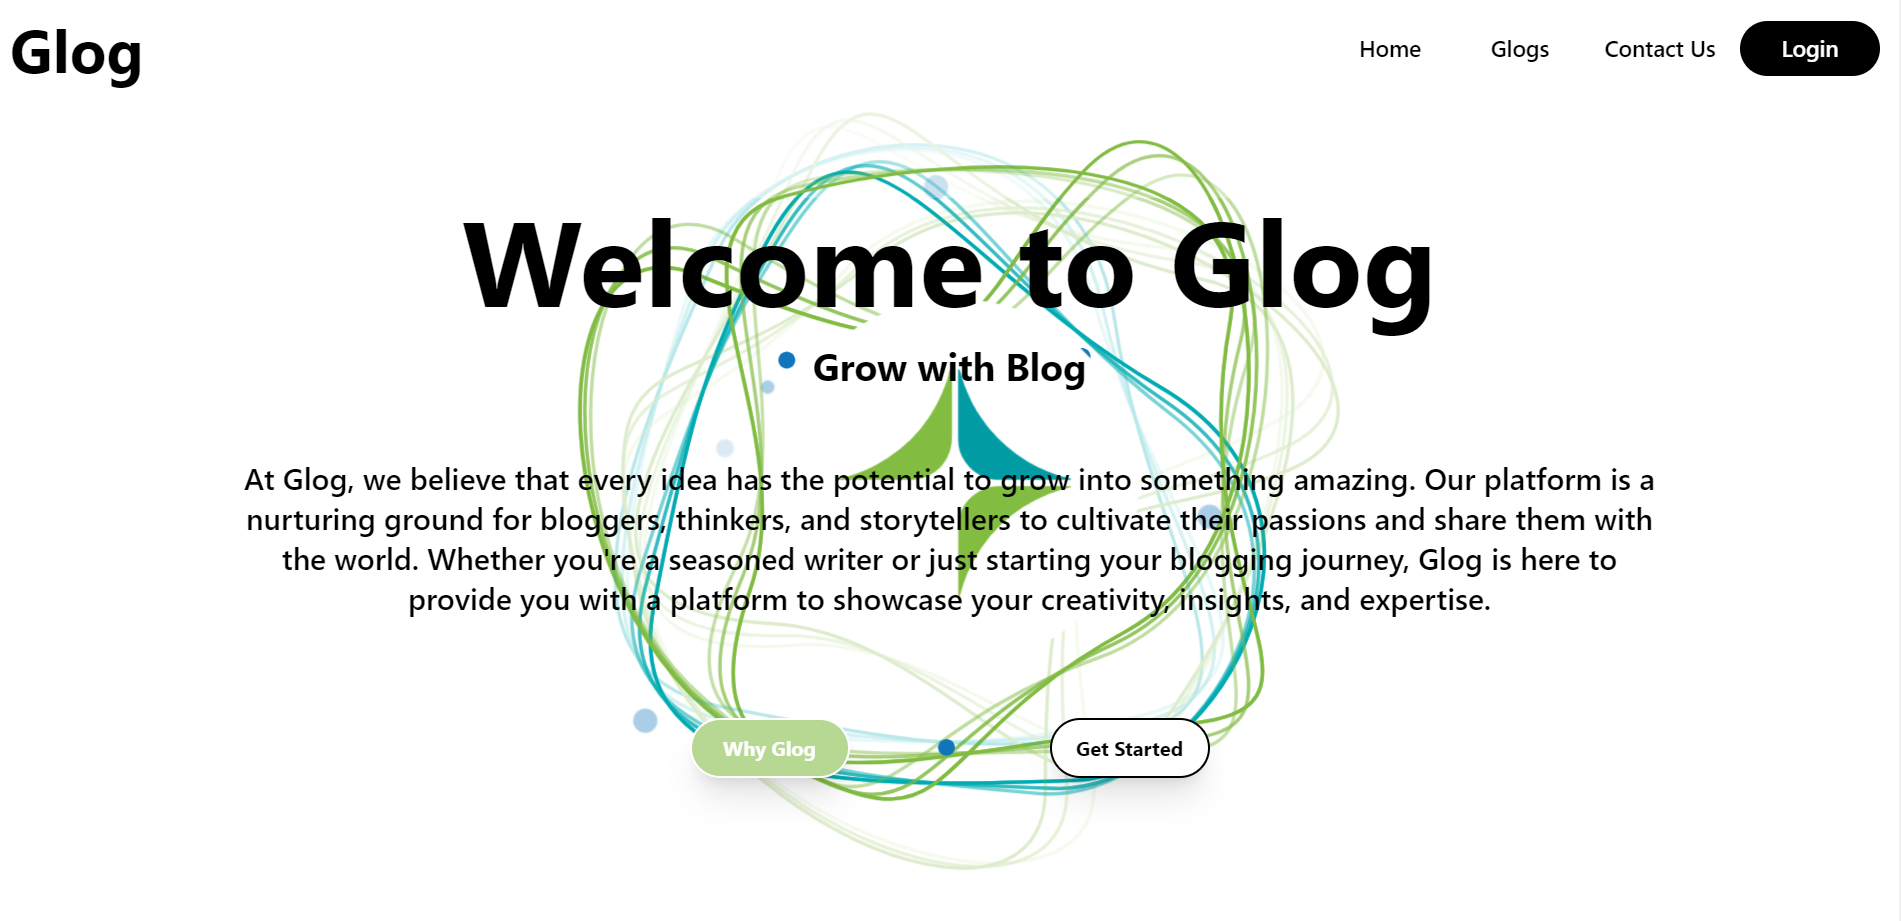 Glog
Home Glogs Contact Us Login
Welcome to Glog
Grow with Blog
At Glog, we believe that every idea has the potential to grow into something amazing. Our platform is a
nurturing ground for bloggers, thinkers, and storytellers to cultivate their passions and share them with
the world. Whether you're a seasoned writer or just starting your blogging journey, Glog is here to
provide you with a platform to showcase your creativity, insights, and expertise.
Why Glog
Get Started